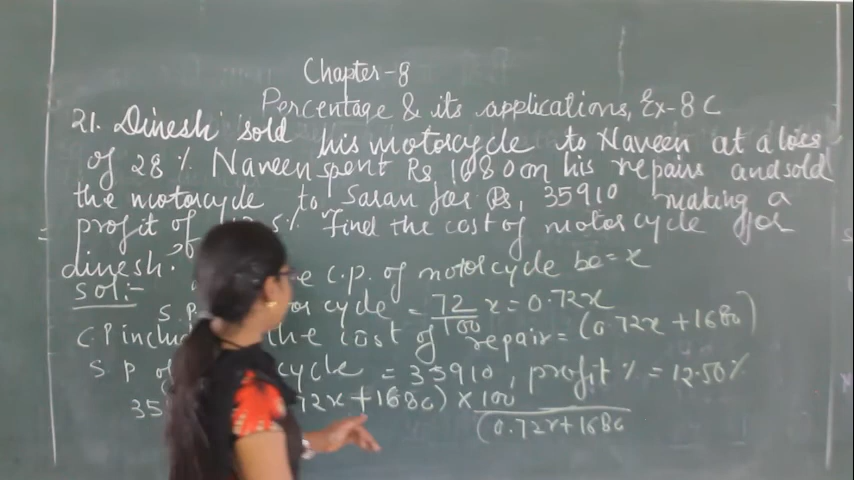 Chapter-8
Percentage & its applications, Ex-8C
21. Dinesh sold his motorcycle to Naveen at a loss
of 28% Naveen spent Rs 1680 on his repairs and sold
the motorcycle to Saran for Rs, 35910 making a
profit of 5% Find the cost of motorcycle for
dinesh?
C.P. of motorcycle be = x
Sol:-
S.P cycle = 72/100 x = 0.72x
C.P the cost of repair = (0.72x + 1680)
S.P of cycle = 35910, profit % = 12.50%
35 72x + 1680) × 100
(0.72x + 1680